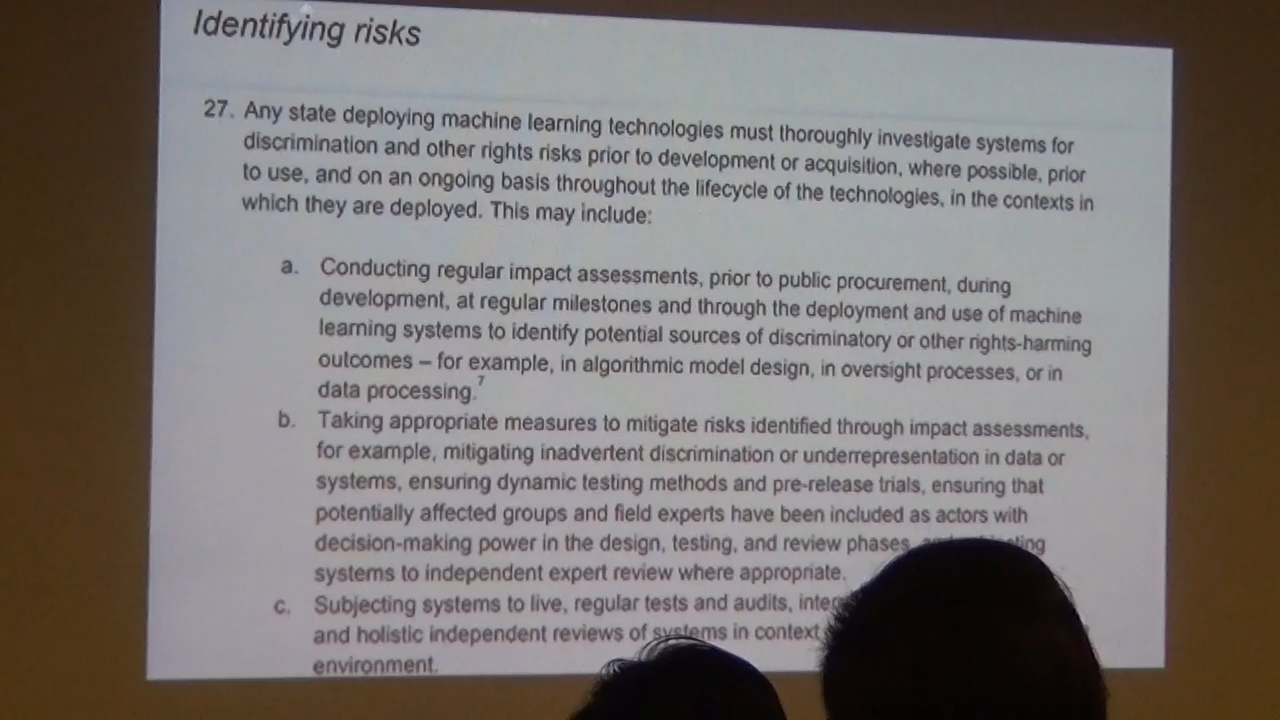 Identifying risks
27. Any state deploying machine learning technologies must thoroughly investigate systems for
discrimination and other rights risks prior to development or acquisition, where possible, prior
to use, and on an ongoing basis throughout the lifecycle of the technologies, in the contexts in
which they are deployed. This may include:
a. Conducting regular impact assessments, prior to public procurement, during
development, at regular milestones and through the deployment and use of machine
learning systems to identify potential sources of discriminatory or other rights-harming
outcomes – for example, in algorithmic model design, in oversight processes, or in
data processing.7
b. Taking appropriate measures to mitigate risks identified through impact assessments,
for example, mitigating inadvertent discrimination or underrepresentation in data or
systems, ensuring dynamic testing methods and pre-release trials, ensuring that
potentially affected groups and field experts have been included as actors with
decision-making power in the design, testing, and review phases
systems to independent expert review where appropriate.
c. Subjecting systems to live, regular tests and audits,
and holistic independent reviews of systems in context
environment.